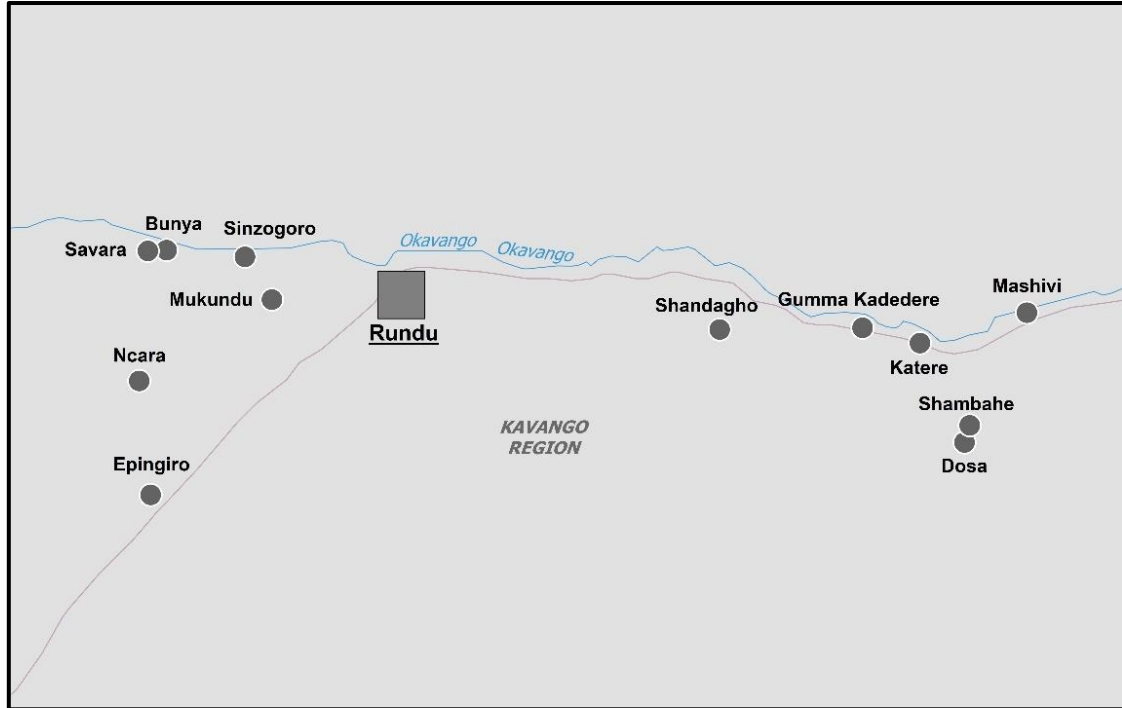 Bunya
Sinzogoro
Savara
Okavango
Okavango
Mukundu
Rundu
Shandagho
Gumma Kadedere
Mashivi
Katere
Ncara
Shambahe
KAVANGO
REGION
Epingiro
Dosa